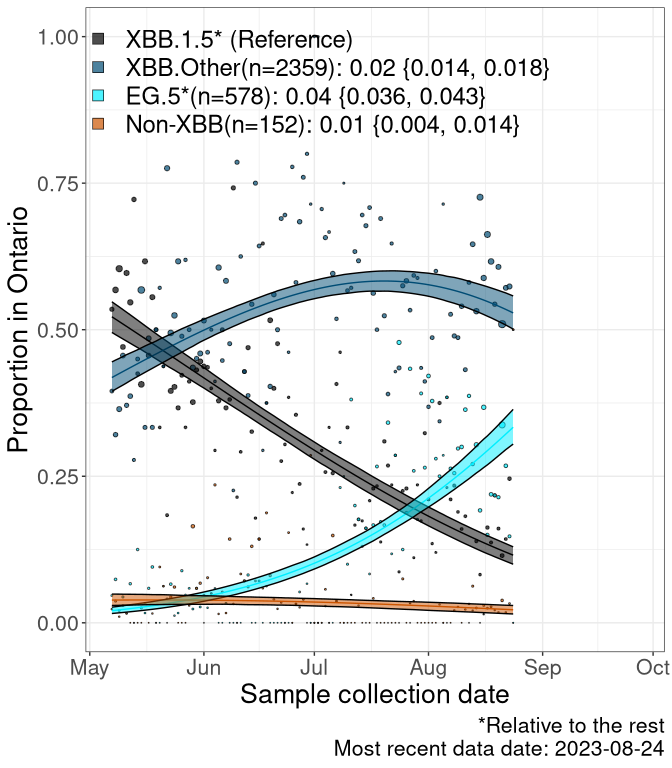 XBB.1.5* (Reference)
XBB.Other(n=2359): 0.02 {0.014, 0.018}
EG.5*(n=578): 0.04 {0.036, 0.043}
Non-XBB(n=152): 0.01 {0.004, 0.014}
1.00
0.75
0.50
0.25
0.00
Proportion in Ontario
May Jun Jul Aug Sep Oct
Sample collection date
*Relative to the rest
Most recent data date: 2023-08-24